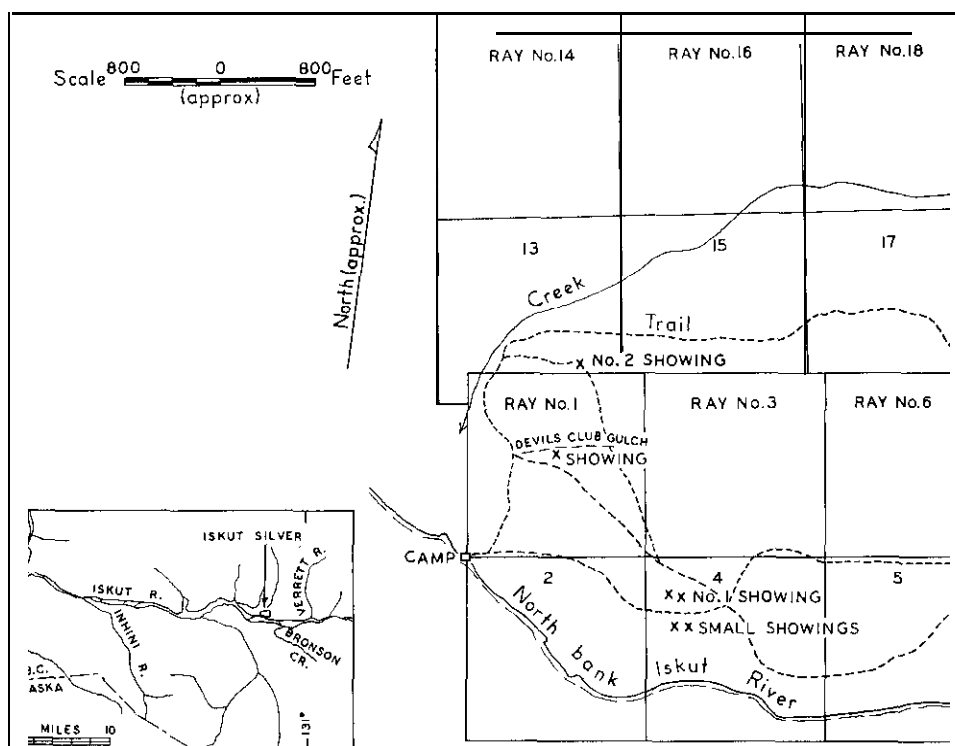 RAY No.14
RAY No.16
RAY No.18
Scale 800 0 800 Feet
(approx)
North (approx.)
13
15
17
Creek
Trail
No. 2 SHOWING
RAY No.1
RAY No.3
RAY No.6
DEVILS CLUB GULCH
SHOWING
CAMP
2
4
5
No.1 SHOWING
SMALL SHOWINGS
North bank Iskut River
ISKUT SILVER
ISKUT R.
VERRETT R.
INHINI R.
BRONSON CR.
B.C.
ASKA
131°
MILES 10